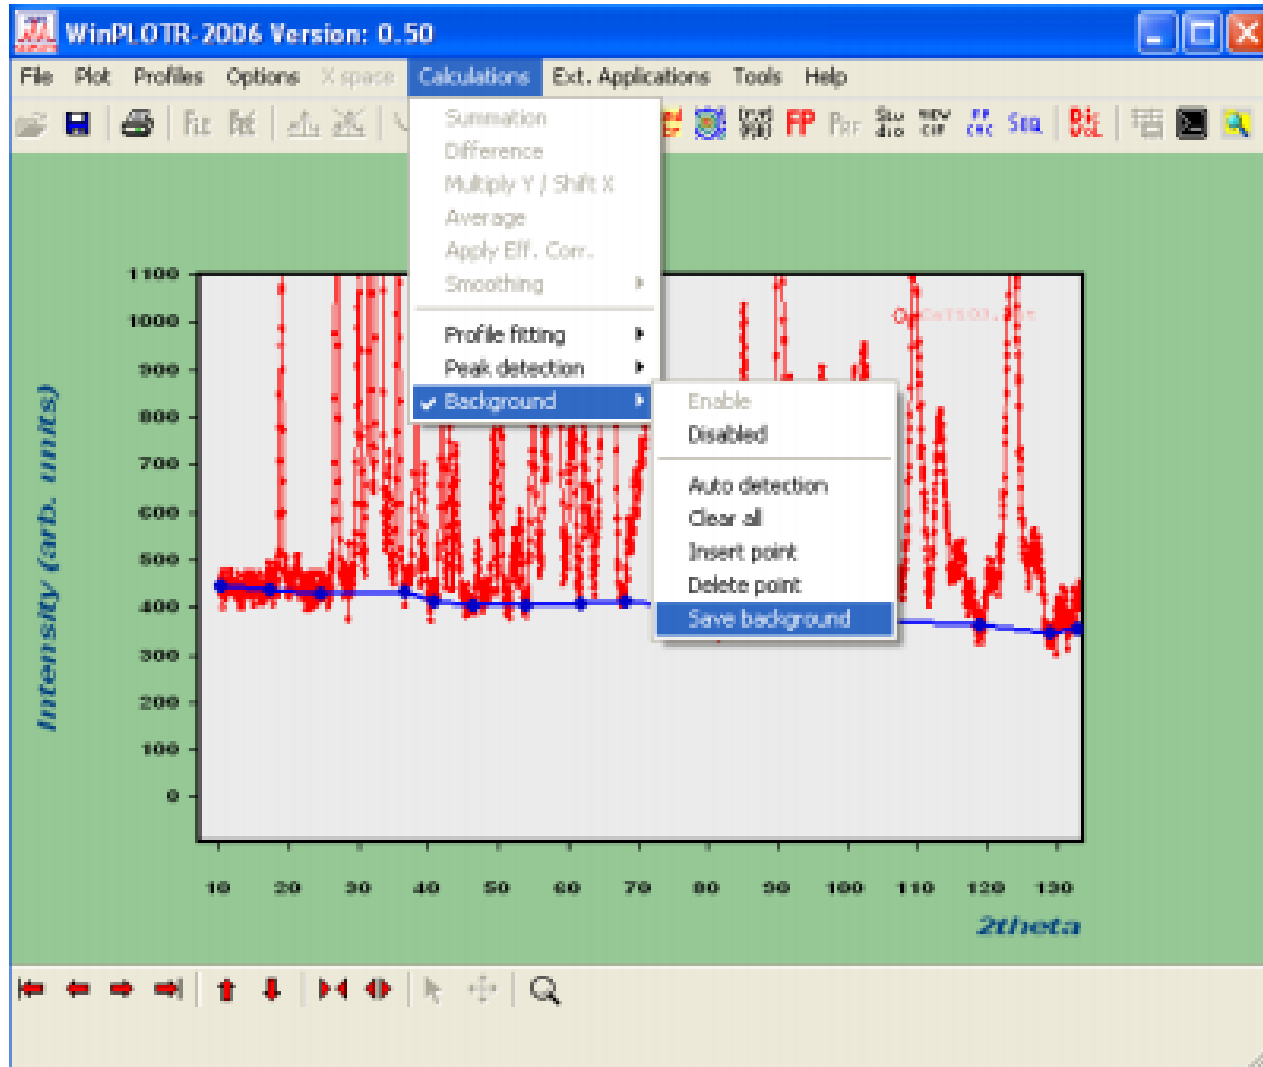 WinPLOTR-2006 Version: 0.50
File Plot Profiles Options X space Calculations Ext. Applications Tools Help
FP
Summation
Difference
Multiply Y / Shift X
Average
Apply Eff. Corr.
Smoothing
Profile fitting
Peak detection
Background
Enable
Disabled
Auto detection
Clear all
Insert point
Delete point
Save background
CaTiO3.dat
1100
1000
900
800
700
600
500
400
300
200
100
0
Intensity (arb. units)
10 20 30 40 50 60 70 80 90 100 110 120 130
2theta